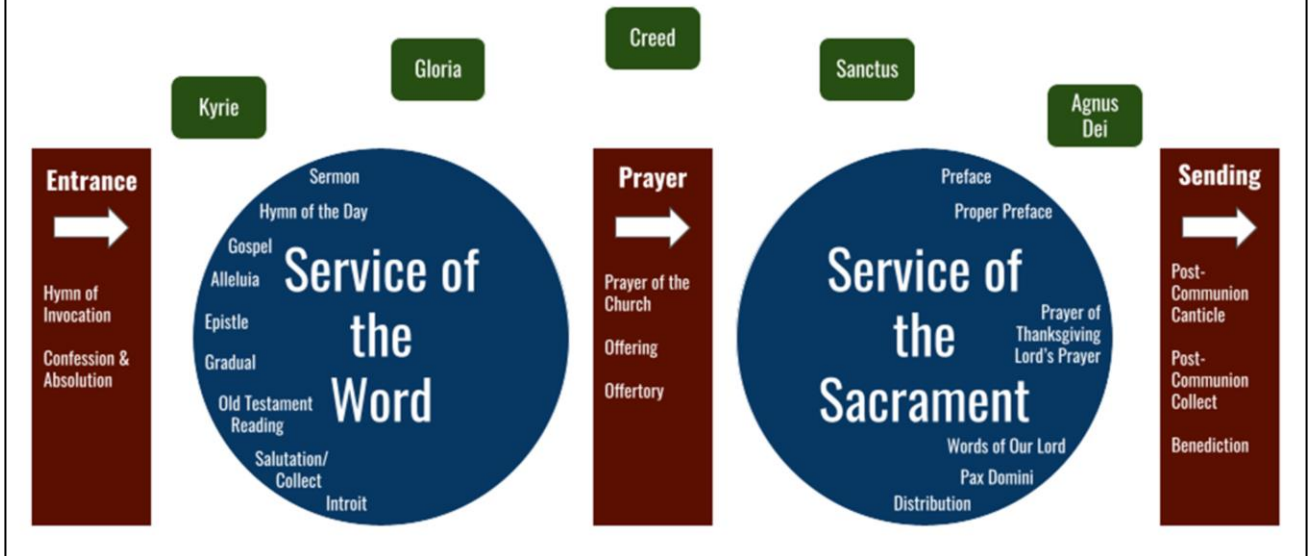 Kyrie
Gloria
Creed
Sanctus
Agnus
Dei
Entrance
Hymn of
Invocation
Confession &
Absolution
Sermon
Hymn of the Day
Gospel
Alleluia
Epistle
Gradual
Old Testament
Reading
Salutation/
Collect
Introit
Service of
the
Word
Prayer
Prayer of the
Church
Offering
Offertory
Preface
Proper Preface
Service of
the
Sacrament
Prayer of
Thanksgiving
Lord's Prayer
Words of Our Lord
Pax Domini
Distribution
Sending
Post-
Communion
Canticle
Post-
Communion
Collect
Benediction